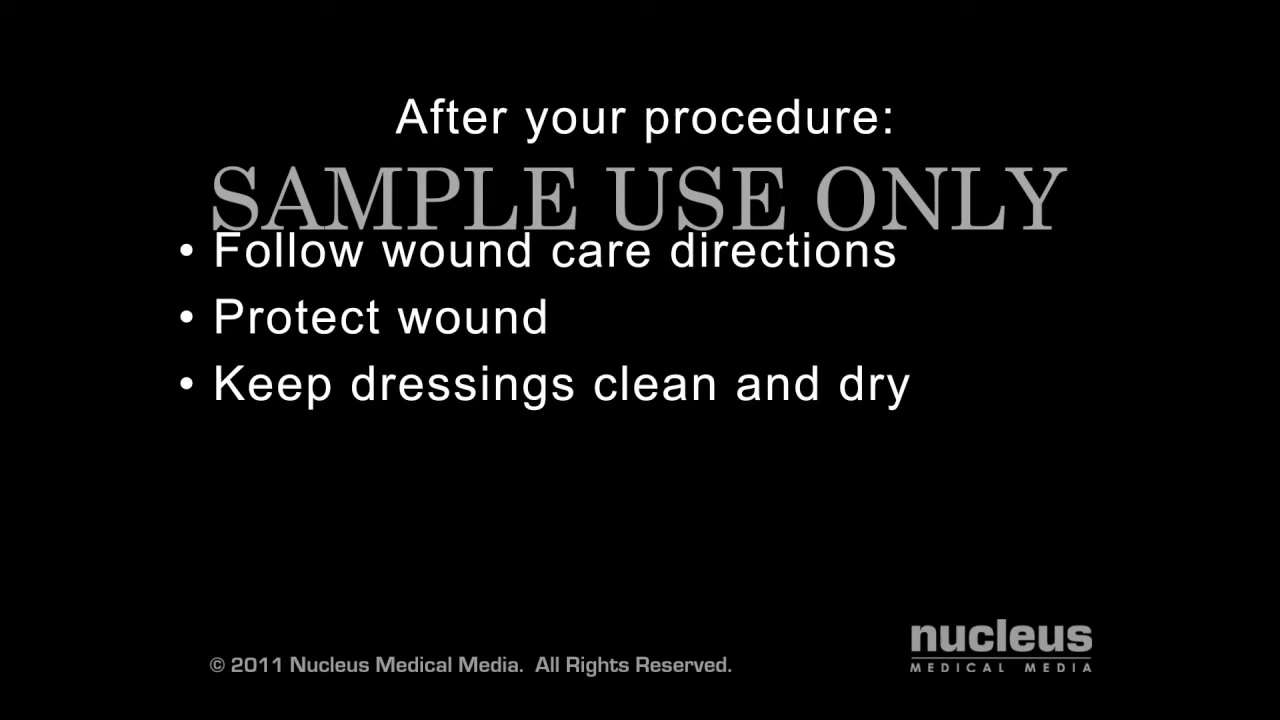 After your procedure:
SAMPLE USE ONLY
• Follow wound care directions
• Protect wound
• Keep dressings clean and dry
nucleus
MEDICAL MEDIA
© 2011 Nucleus Medical Media. All Rights Reserved.